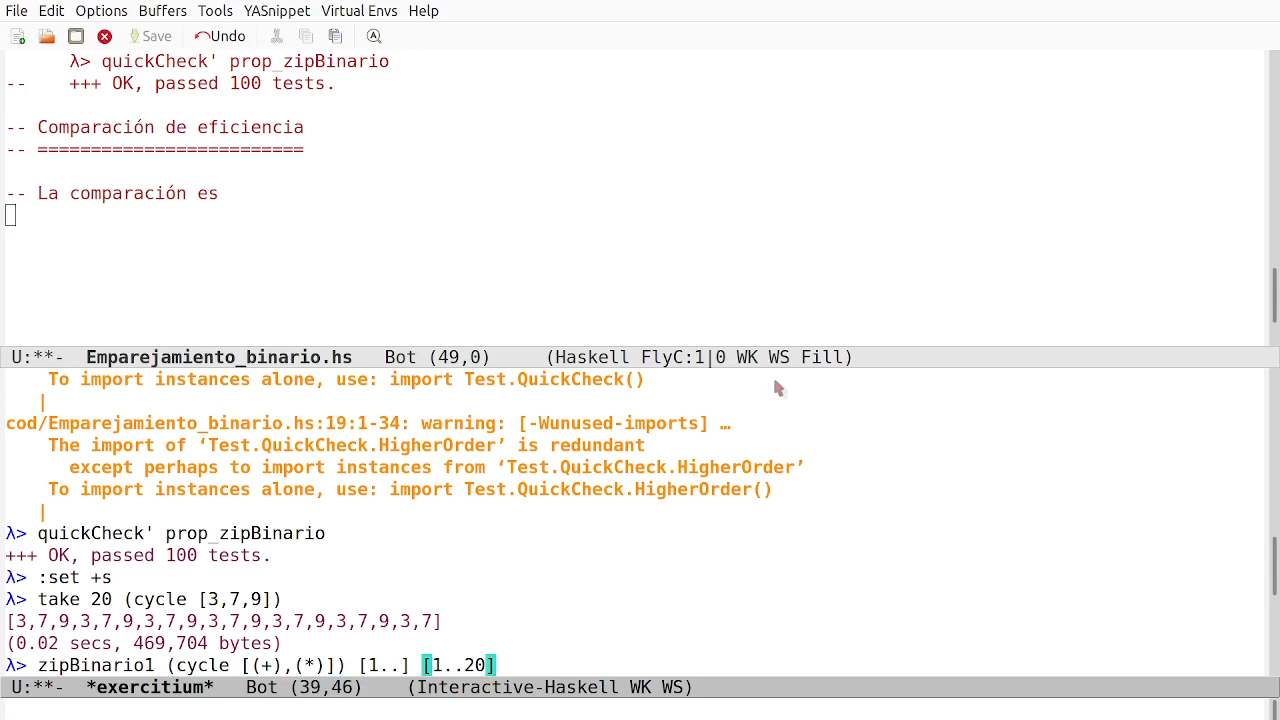 File Edit Options Buffers Tools YASnippet Virtual Envs Help
Save Undo
λ> quickCheck' prop_zipBinario
-- +++ OK, passed 100 tests.
-- Comparación de eficiencia
-- =========================
-- La comparación es
U:**- Emparejamiento_binario.hs Bot (49,0) (Haskell FlyC:1|0 WK WS Fill)
To import instances alone, use: import Test.QuickCheck()
|
cod/Emparejamiento_binario.hs:19:1-34: warning: [-Wunused-imports] …
The import of ‘Test.QuickCheck.HigherOrder’ is redundant
except perhaps to import instances from ‘Test.QuickCheck.HigherOrder’
To import instances alone, use: import Test.QuickCheck.HigherOrder()
|
λ> quickCheck' prop_zipBinario
+++ OK, passed 100 tests.
λ> :set +s
λ> take 20 (cycle [3,7,9])
[3,7,9,3,7,9,3,7,9,3,7,9,3,7,9,3,7,9,3,7]
(0.02 secs, 469,704 bytes)
λ> zipBinario1 (cycle [(+),(*)]) [1..] [1..20]
U:**- *exercitium* Bot (39,46) (Interactive-Haskell WK WS)